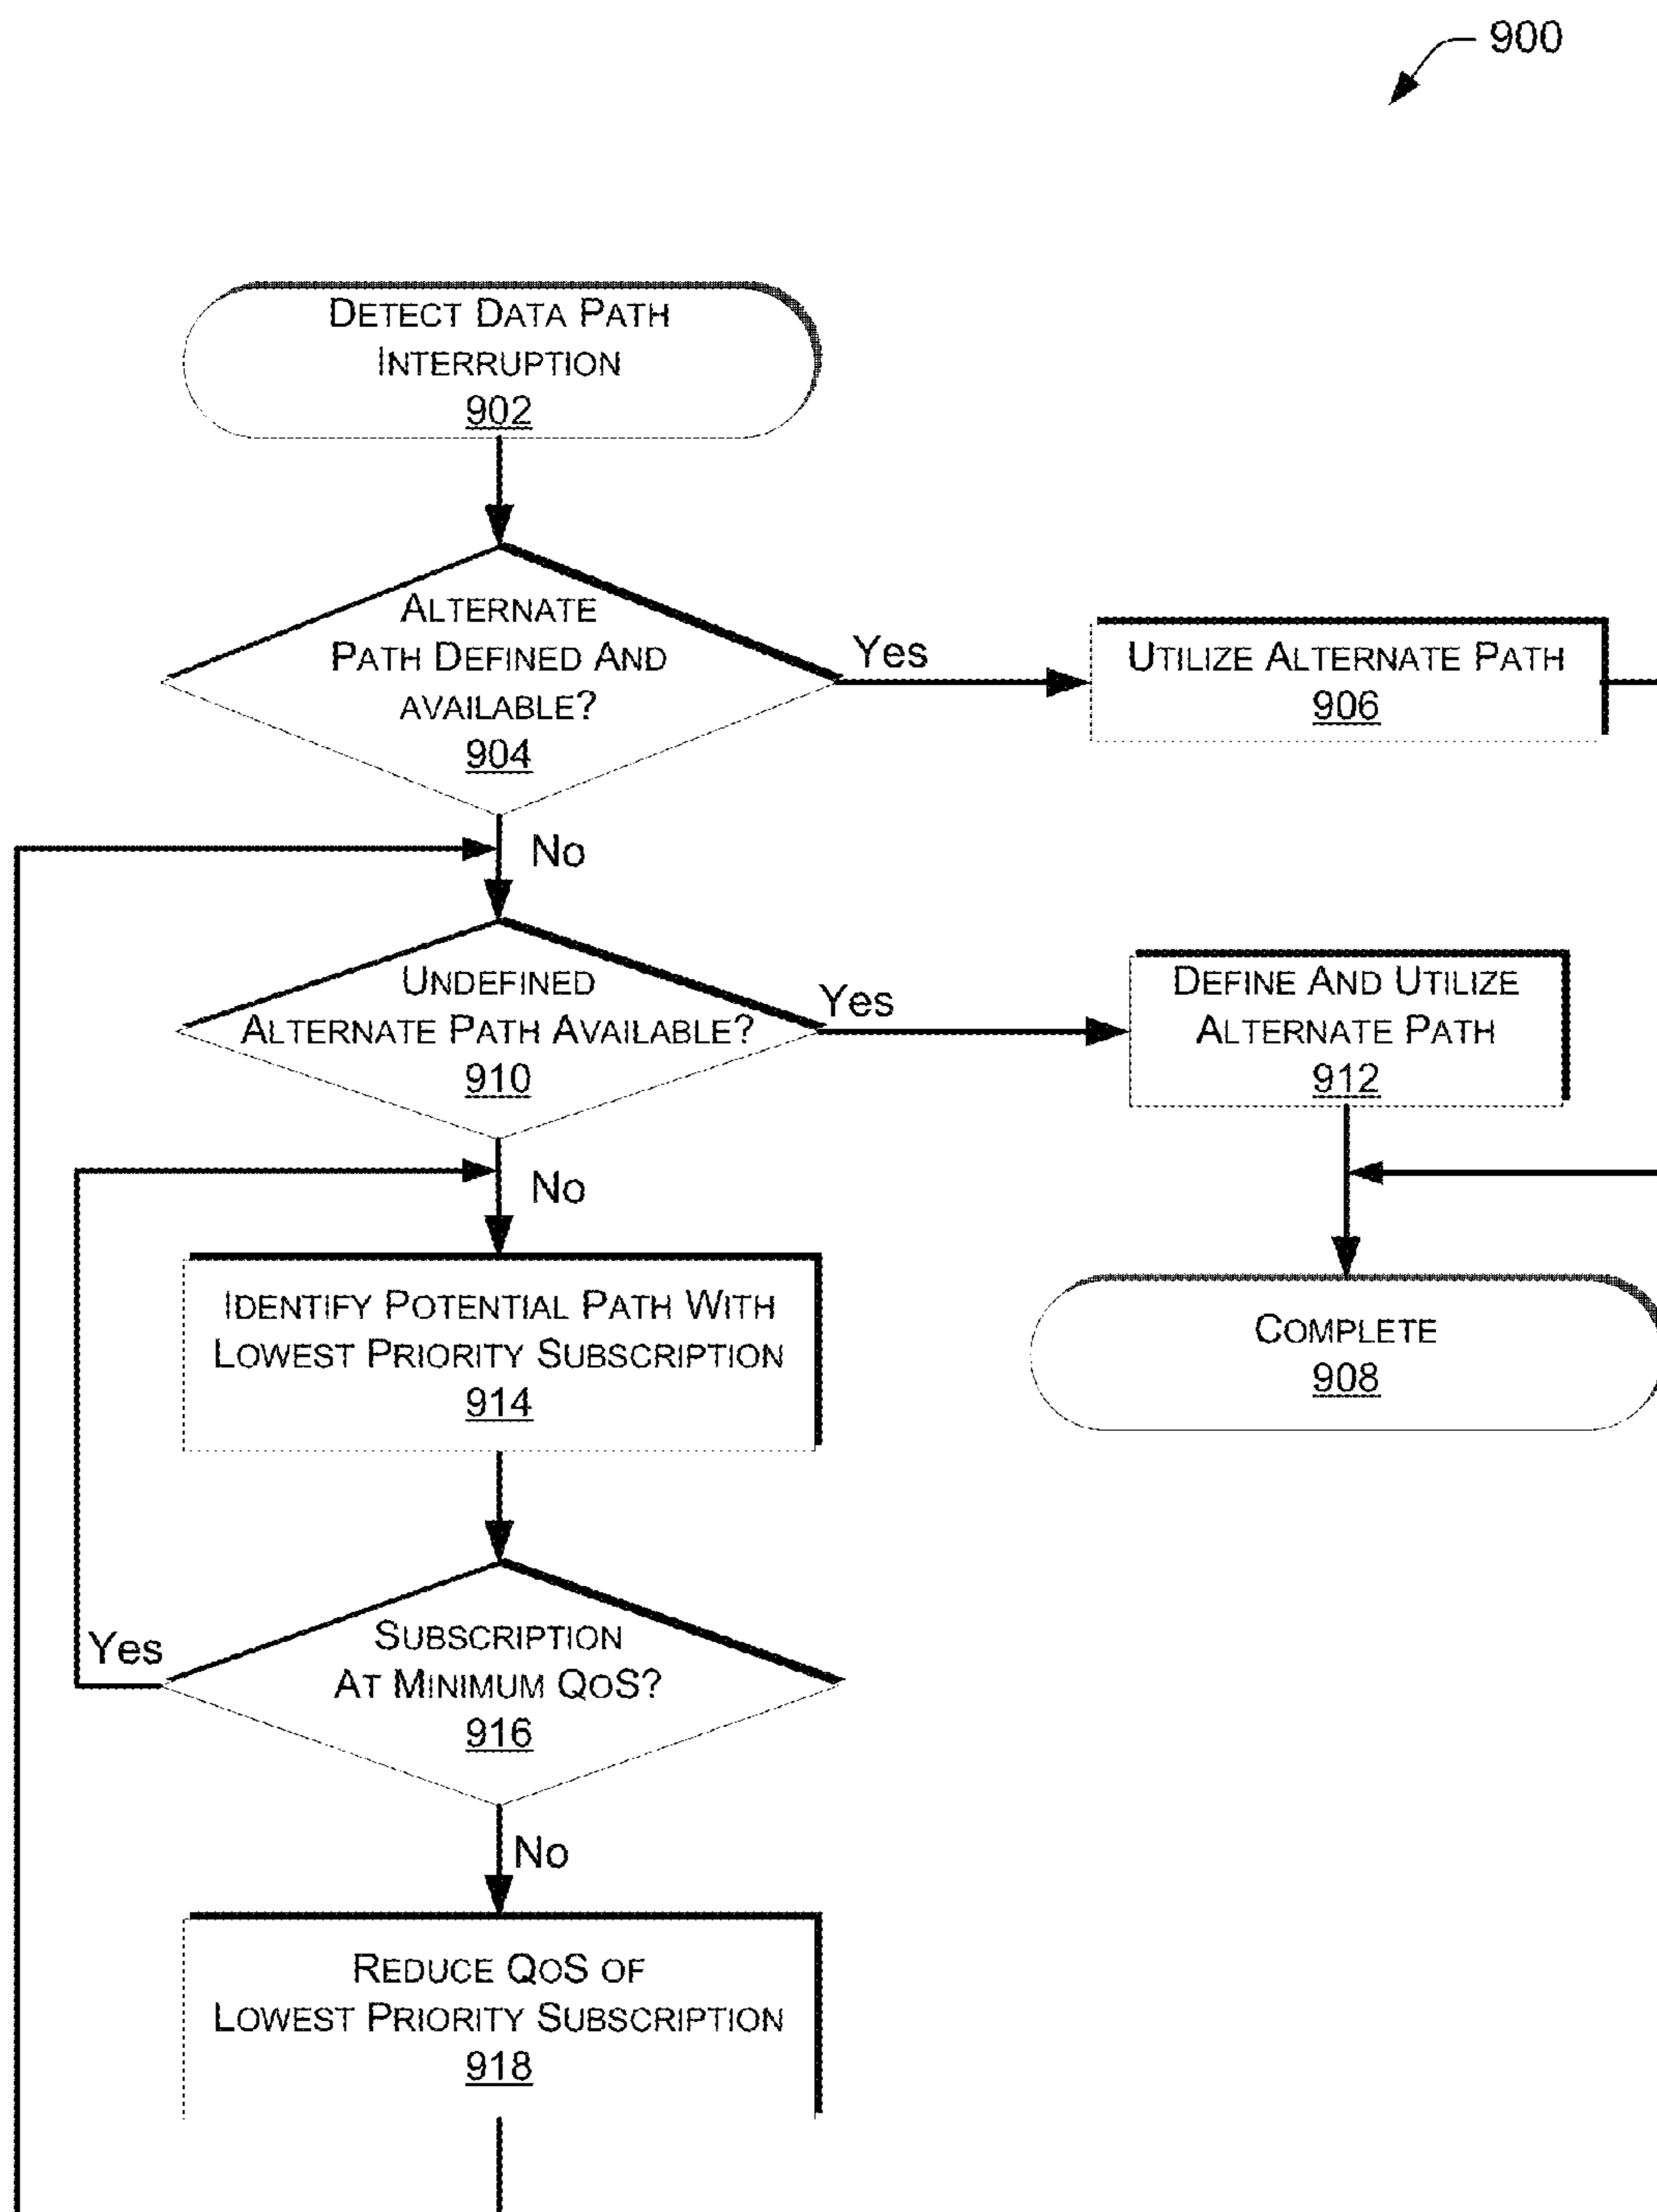 900
DETECT DATA PATH
INTERRUPTION
902
ALTERNATE
PATH DEFINED AND
AVAILABLE?
904
Yes
UTILIZE ALTERNATE PATH
906
No
UNDEFINED
ALTERNATE PATH AVAILABLE?
910
Yes
DEFINE AND UTILIZE
ALTERNATE PATH
912
No
IDENTIFY POTENTIAL PATH WITH
LOWEST PRIORITY SUBSCRIPTION
914
COMPLETE
908
SUBSCRIPTION
AT MINIMUM QOS?
916
Yes
No
REDUCE QOS OF
LOWEST PRIORITY SUBSCRIPTION
918